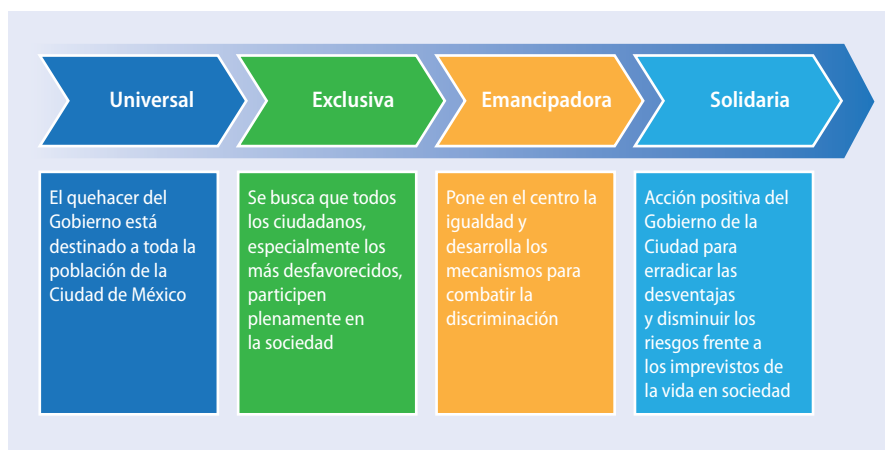 Universal
Exclusiva
Emancipadora
Solidaria
El quehacer del
Gobierno está
destinado a toda la
población de la
Ciudad de México
Se busca que todos
los ciudadanos,
especialmente los
más desfavorecidos,
participen
plenamente en
la sociedad
Pone en el centro la
igualdad y
desarrolla los
mecanismos para
combatir la
discriminación
Acción positiva del
Gobierno de la
Ciudad para
erradicar las
desventajas
y disminuir los
riesgos frente a
los imprevistos de
la vida en sociedad